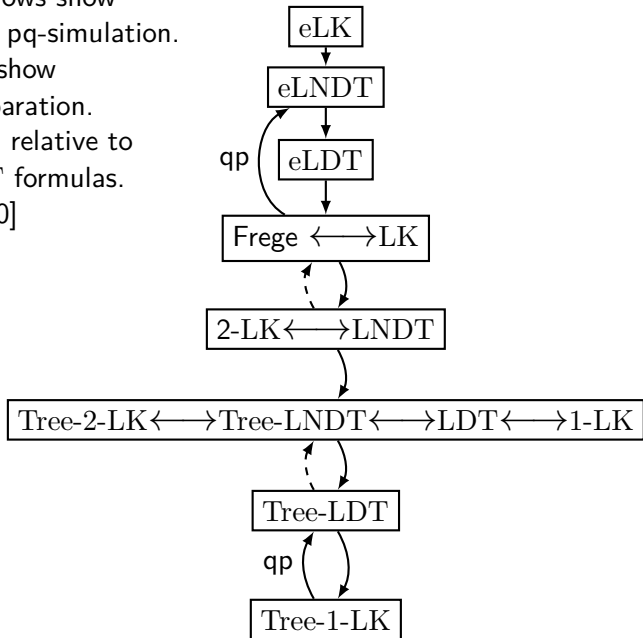 ows show
pq-simulation.
show
paration.
relative to
formulas.
0]
eLK
eLNDT
qp
eLDT
Frege ⟷LK
2-LK⟷LNDT
Tree-2-LK⟷Tree-LNDT⟷LDT⟷1-LK
Tree-LDT
qp
Tree-1-LK